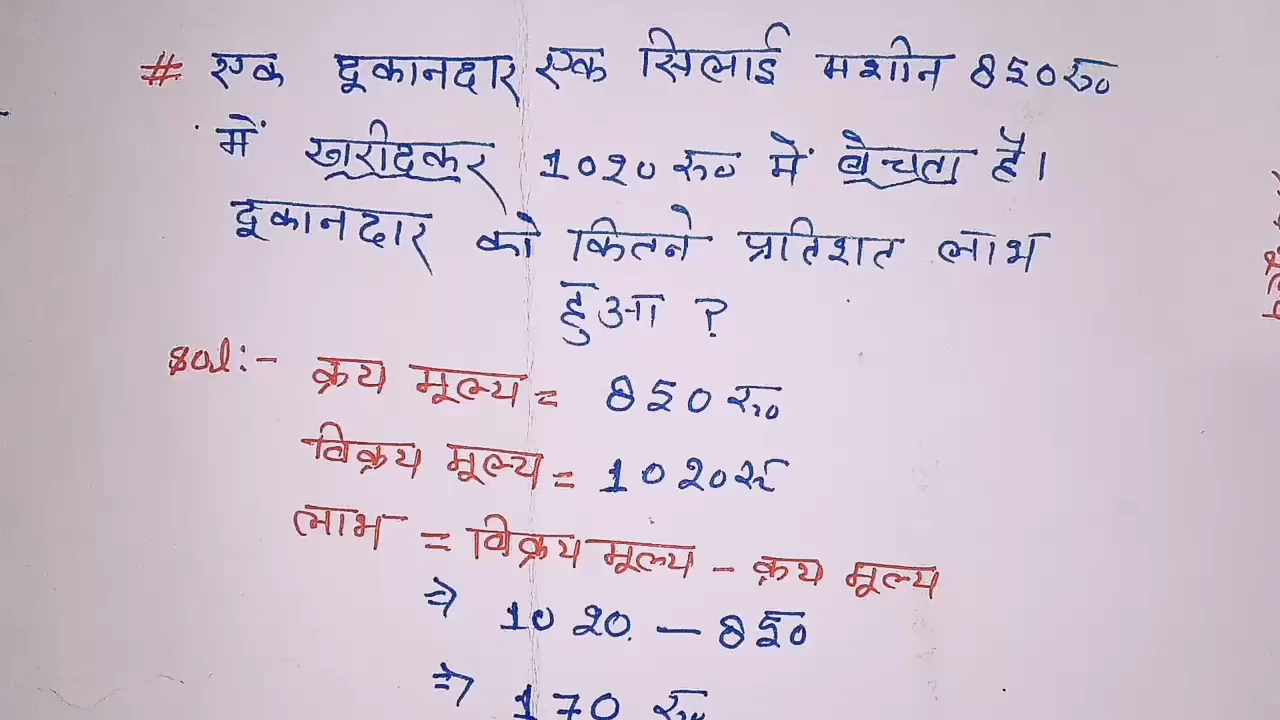 # एक दूकानदार एक सिलाई मशीन 850रु०
में खरीदकर 1020 रु० में बेचता है।
दूकानदार को कितने प्रतिशत लाभ
हुआ ?
Sol:- क्रय मूल्य = 850 रु०
विक्रय मूल्य = 1020रु
लाभ = विक्रय मूल्य - क्रय मूल्य
⇒ 1020 - 850
⇒ 170 रु०